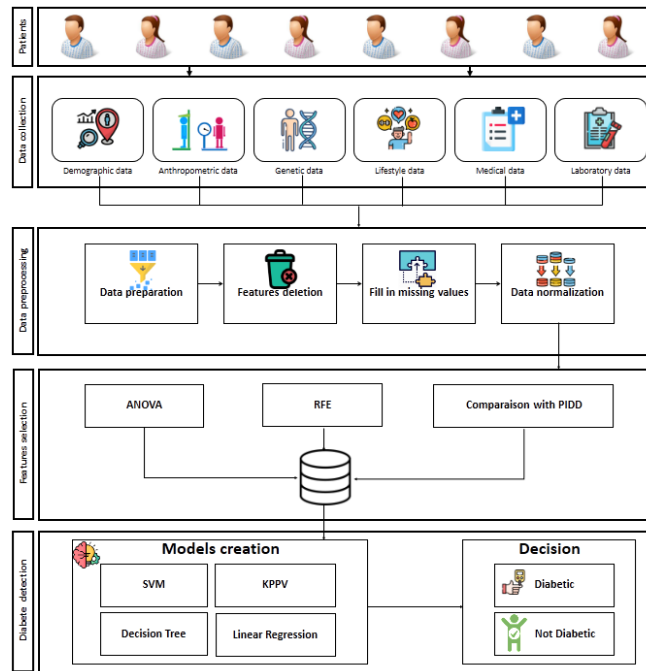 Patients
Data collection
Demographic data
Anthropometric data
Genetic data
Lifestyle data
Medical data
Laboratory data
Data preprocessing
Data preparation
Features deletion
Fill in missing values
Data normalization
Features selection
ANOVA
RFE
Comparaison with PIDD
Diabete detection
Models creation
SVM
KPPV
Decision Tree
Linear Regression
Decision
Diabetic
Not Diabetic